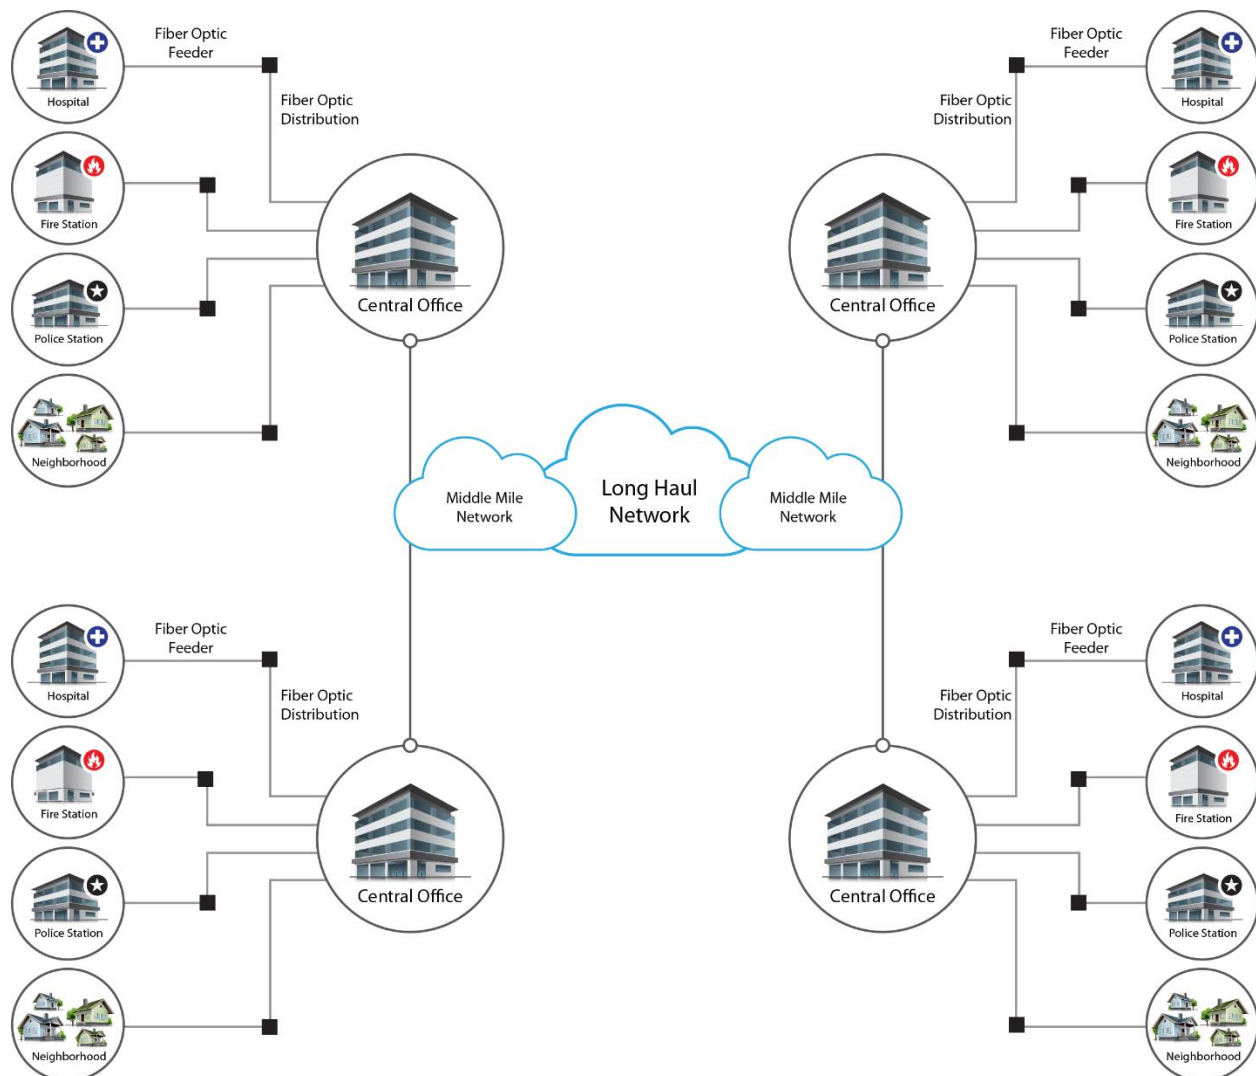 Fiber Optic
Feeder
Hospital
Fiber Optic
Distribution
Fire Station
Police Station
Neighborhood
Central Office
Fiber Optic
Feeder
Hospital
Fiber Optic
Distribution
Fire Station
Police Station
Neighborhood
Central Office
Middle Mile
Network
Long Haul
Network
Middle Mile
Network
Fiber Optic
Feeder
Hospital
Fiber Optic
Distribution
Fire Station
Police Station
Neighborhood
Central Office
Fiber Optic
Feeder
Hospital
Fiber Optic
Distribution
Fire Station
Police Station
Neighborhood
Central Office